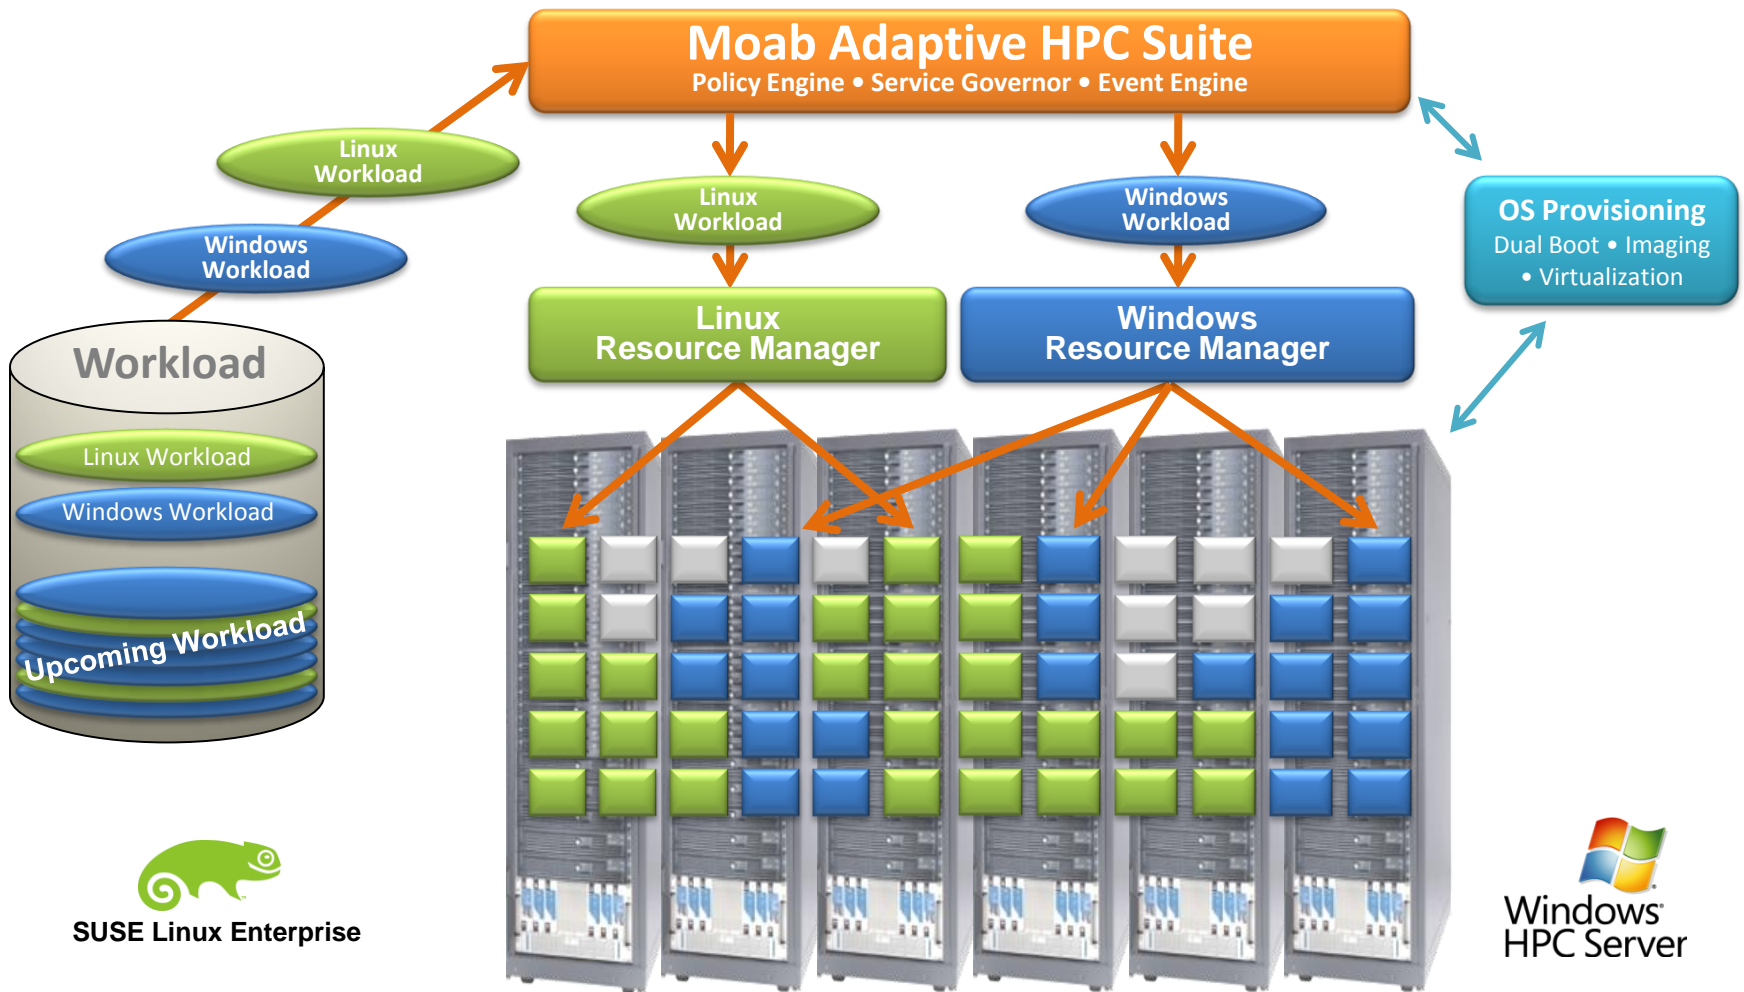 Moab Adaptive HPC Suite
Policy Engine • Service Governor • Event Engine
Linux
Workload
Windows
Workload
Linux
Workload
Windows
Workload
OS Provisioning
Dual Boot • Imaging
• Virtualization
Linux
Resource Manager
Windows
Resource Manager
Workload
Linux Workload
Windows Workload
Upcoming Workload
SUSE Linux Enterprise
Windows®
HPC Server